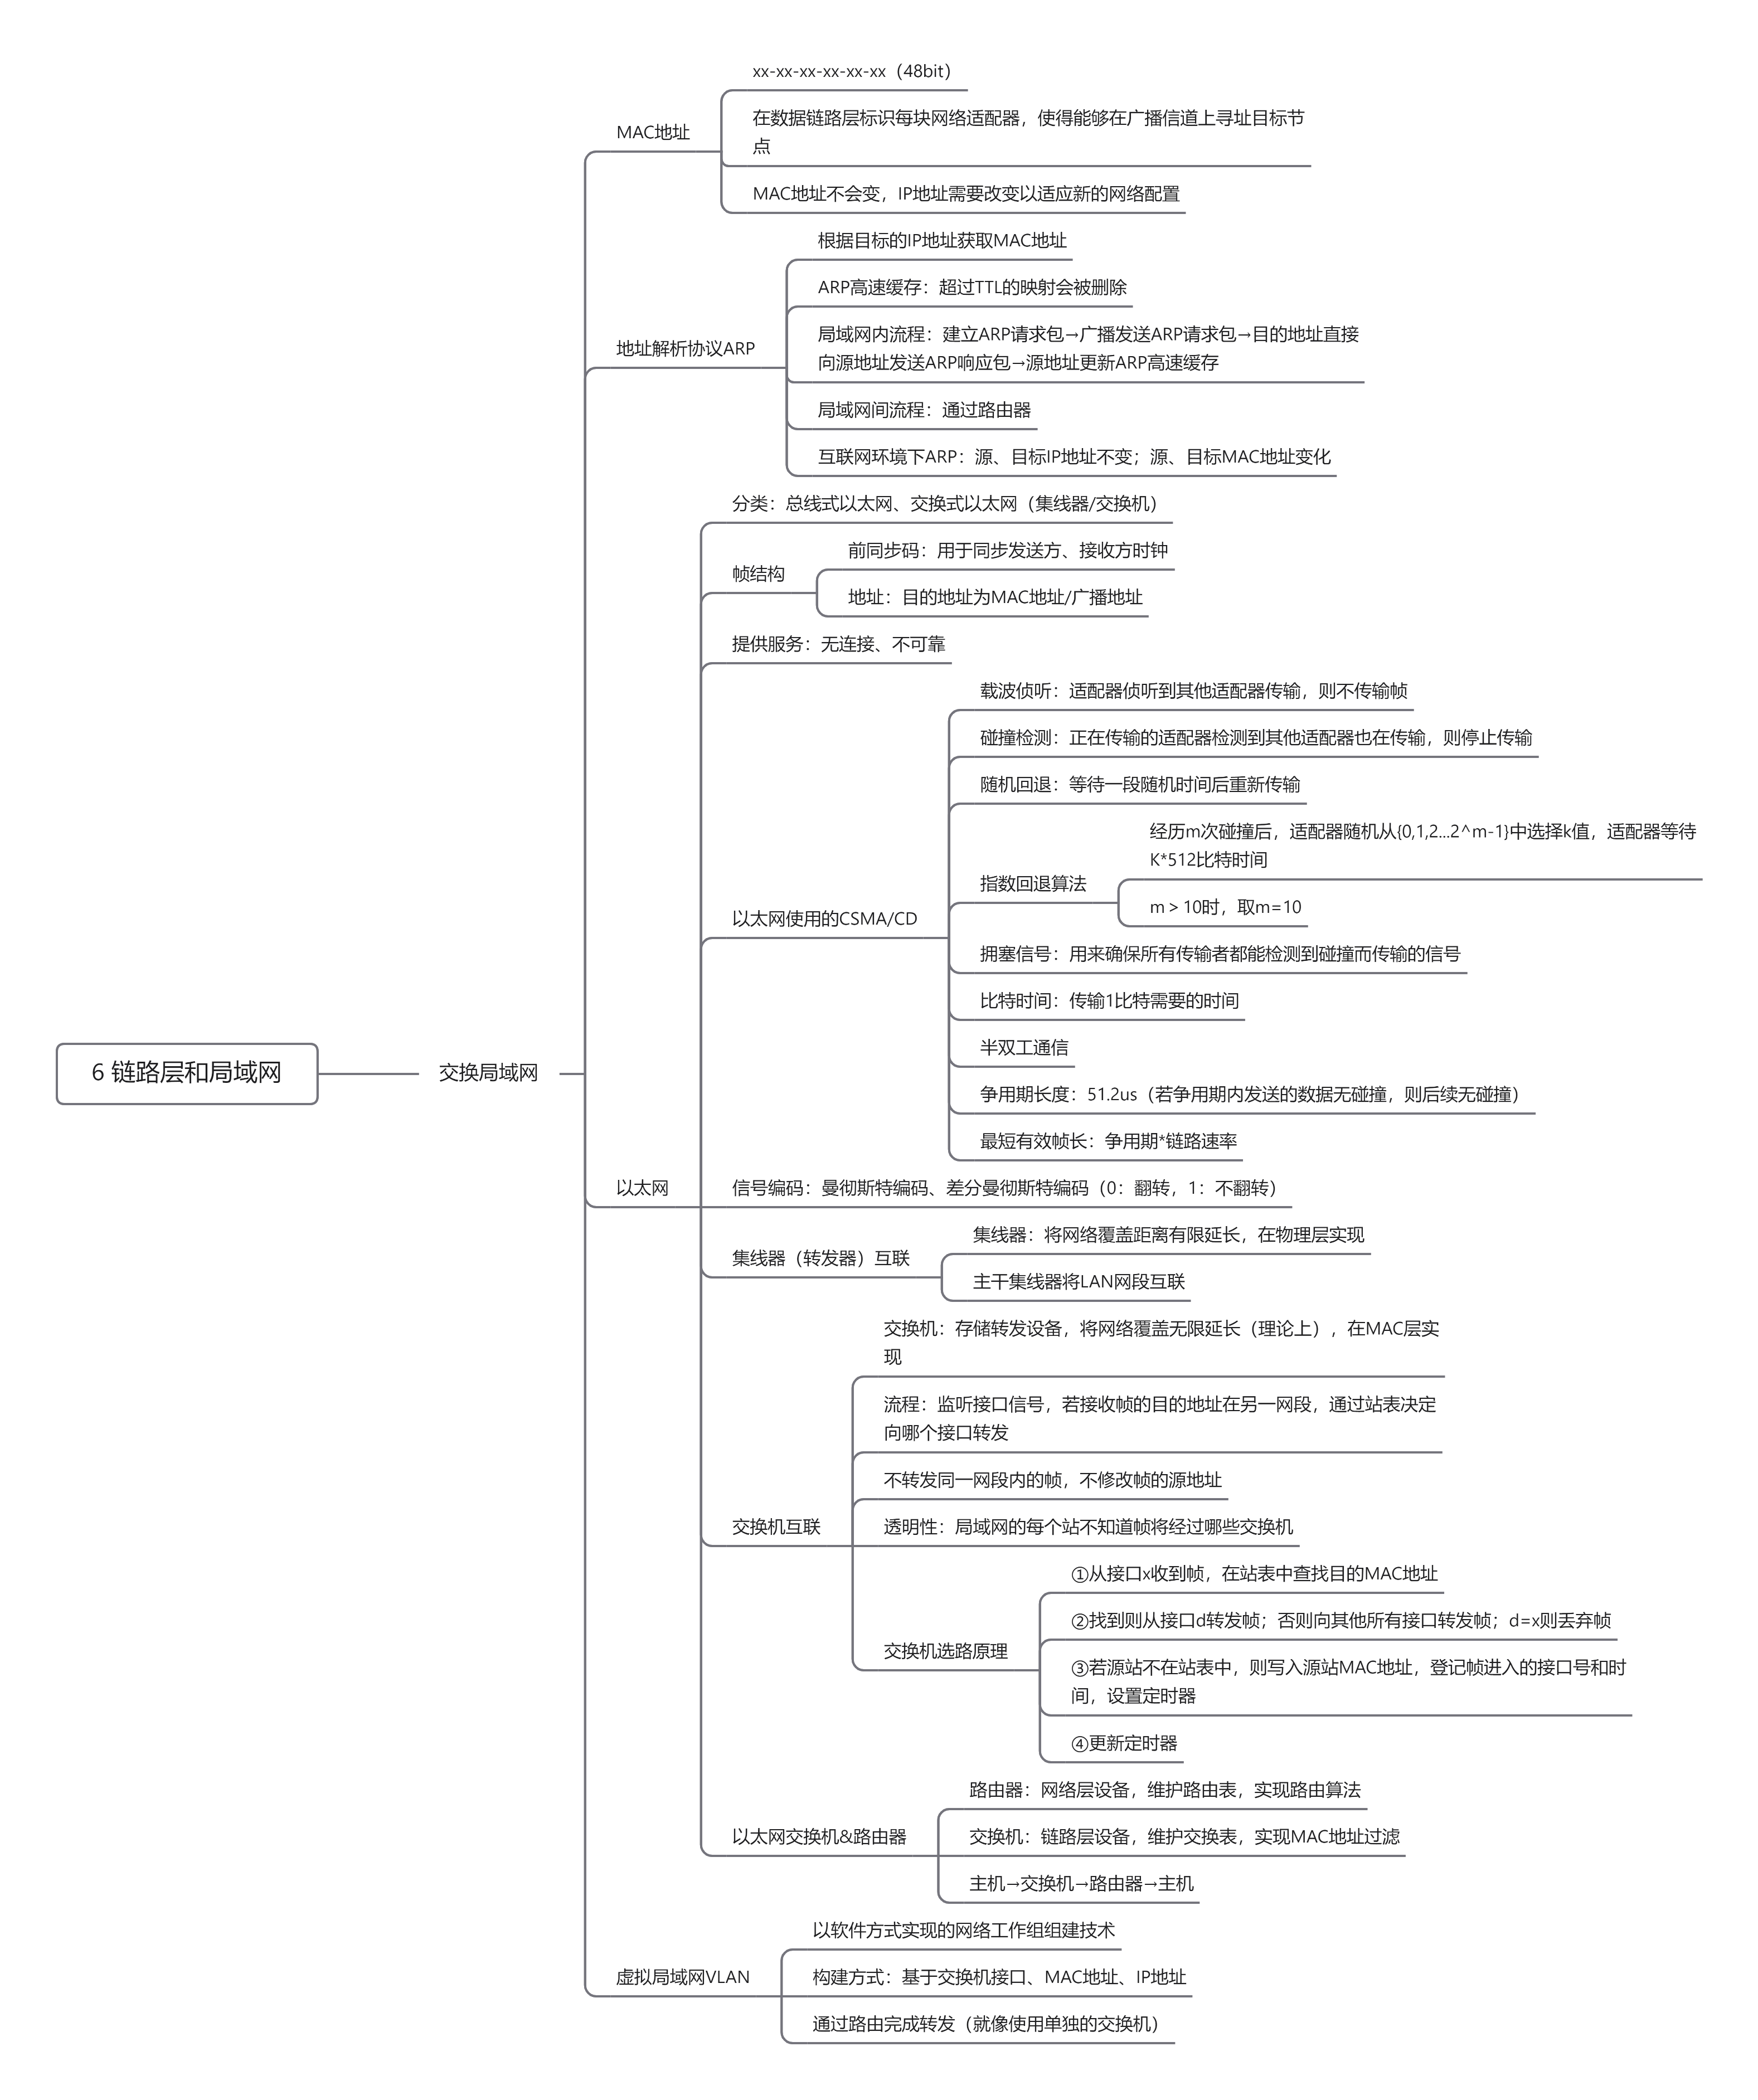 6 链路层和局域网
交换局域网
MAC地址
xx-xx-xx-xx-xx-xx（48bit）
在数据链路层标识每块网络适配器，使得能够在广播信道上寻址目标节
点
MAC地址不会变，IP地址需要改变以适应新的网络配置
地址解析协议ARP
根据目标的IP地址获取MAC地址
ARP高速缓存：超过TTL的映射会被删除
局域网内流程：建立ARP请求包→广播发送ARP请求包→目的地址直接
向源地址发送ARP响应包→源地址更新ARP高速缓存
局域网间流程：通过路由器
互联网环境下ARP：源、目标IP地址不变；源、目标MAC地址变化
以太网
分类：总线式以太网、交换式以太网（集线器/交换机）
帧结构
前同步码：用于同步发送方、接收方时钟
地址：目的地址为MAC地址/广播地址
提供服务：无连接、不可靠
以太网使用的CSMA/CD
载波侦听：适配器侦听到其他适配器传输，则不传输帧
碰撞检测：正在传输的适配器检测到其他适配器也在传输，则停止传输
随机回退：等待一段随机时间后重新传输
指数回退算法
经历m次碰撞后，适配器随机从{0,1,2...2^m-1}中选择k值，适配器等待
K*512比特时间
m＞10时，取m=10
拥塞信号：用来确保所有传输者都能检测到碰撞而传输的信号
比特时间：传输1比特需要的时间
半双工通信
争用期长度：51.2us（若争用期内发送的数据无碰撞，则后续无碰撞）
最短有效帧长：争用期*链路速率
信号编码：曼彻斯特编码、差分曼彻斯特编码（0：翻转，1：不翻转）
集线器（转发器）互联
集线器：将网络覆盖距离有限延长，在物理层实现
主干集线器将LAN网段互联
交换机互联
交换机：存储转发设备，将网络覆盖无限延长（理论上），在MAC层实
现
流程：监听接口信号，若接收帧的目的地址在另一网段，通过站表决定
向哪个接口转发
不转发同一网段内的帧，不修改帧的源地址
透明性：局域网的每个站不知道帧将经过哪些交换机
交换机选路原理
①从接口x收到帧，在站表中查找目的MAC地址
②找到则从接口d转发帧；否则向其他所有接口转发帧；d=x则丢弃帧
③若源站不在站表中，则写入源站MAC地址，登记帧进入的接口号和时
间，设置定时器
④更新定时器
以太网交换机&路由器
路由器：网络层设备，维护路由表，实现路由算法
交换机：链路层设备，维护交换表，实现MAC地址过滤
主机→交换机→路由器→主机
虚拟局域网VLAN
以软件方式实现的网络工作组组建技术
构建方式：基于交换机接口、MAC地址、IP地址
通过路由完成转发（就像使用单独的交换机）